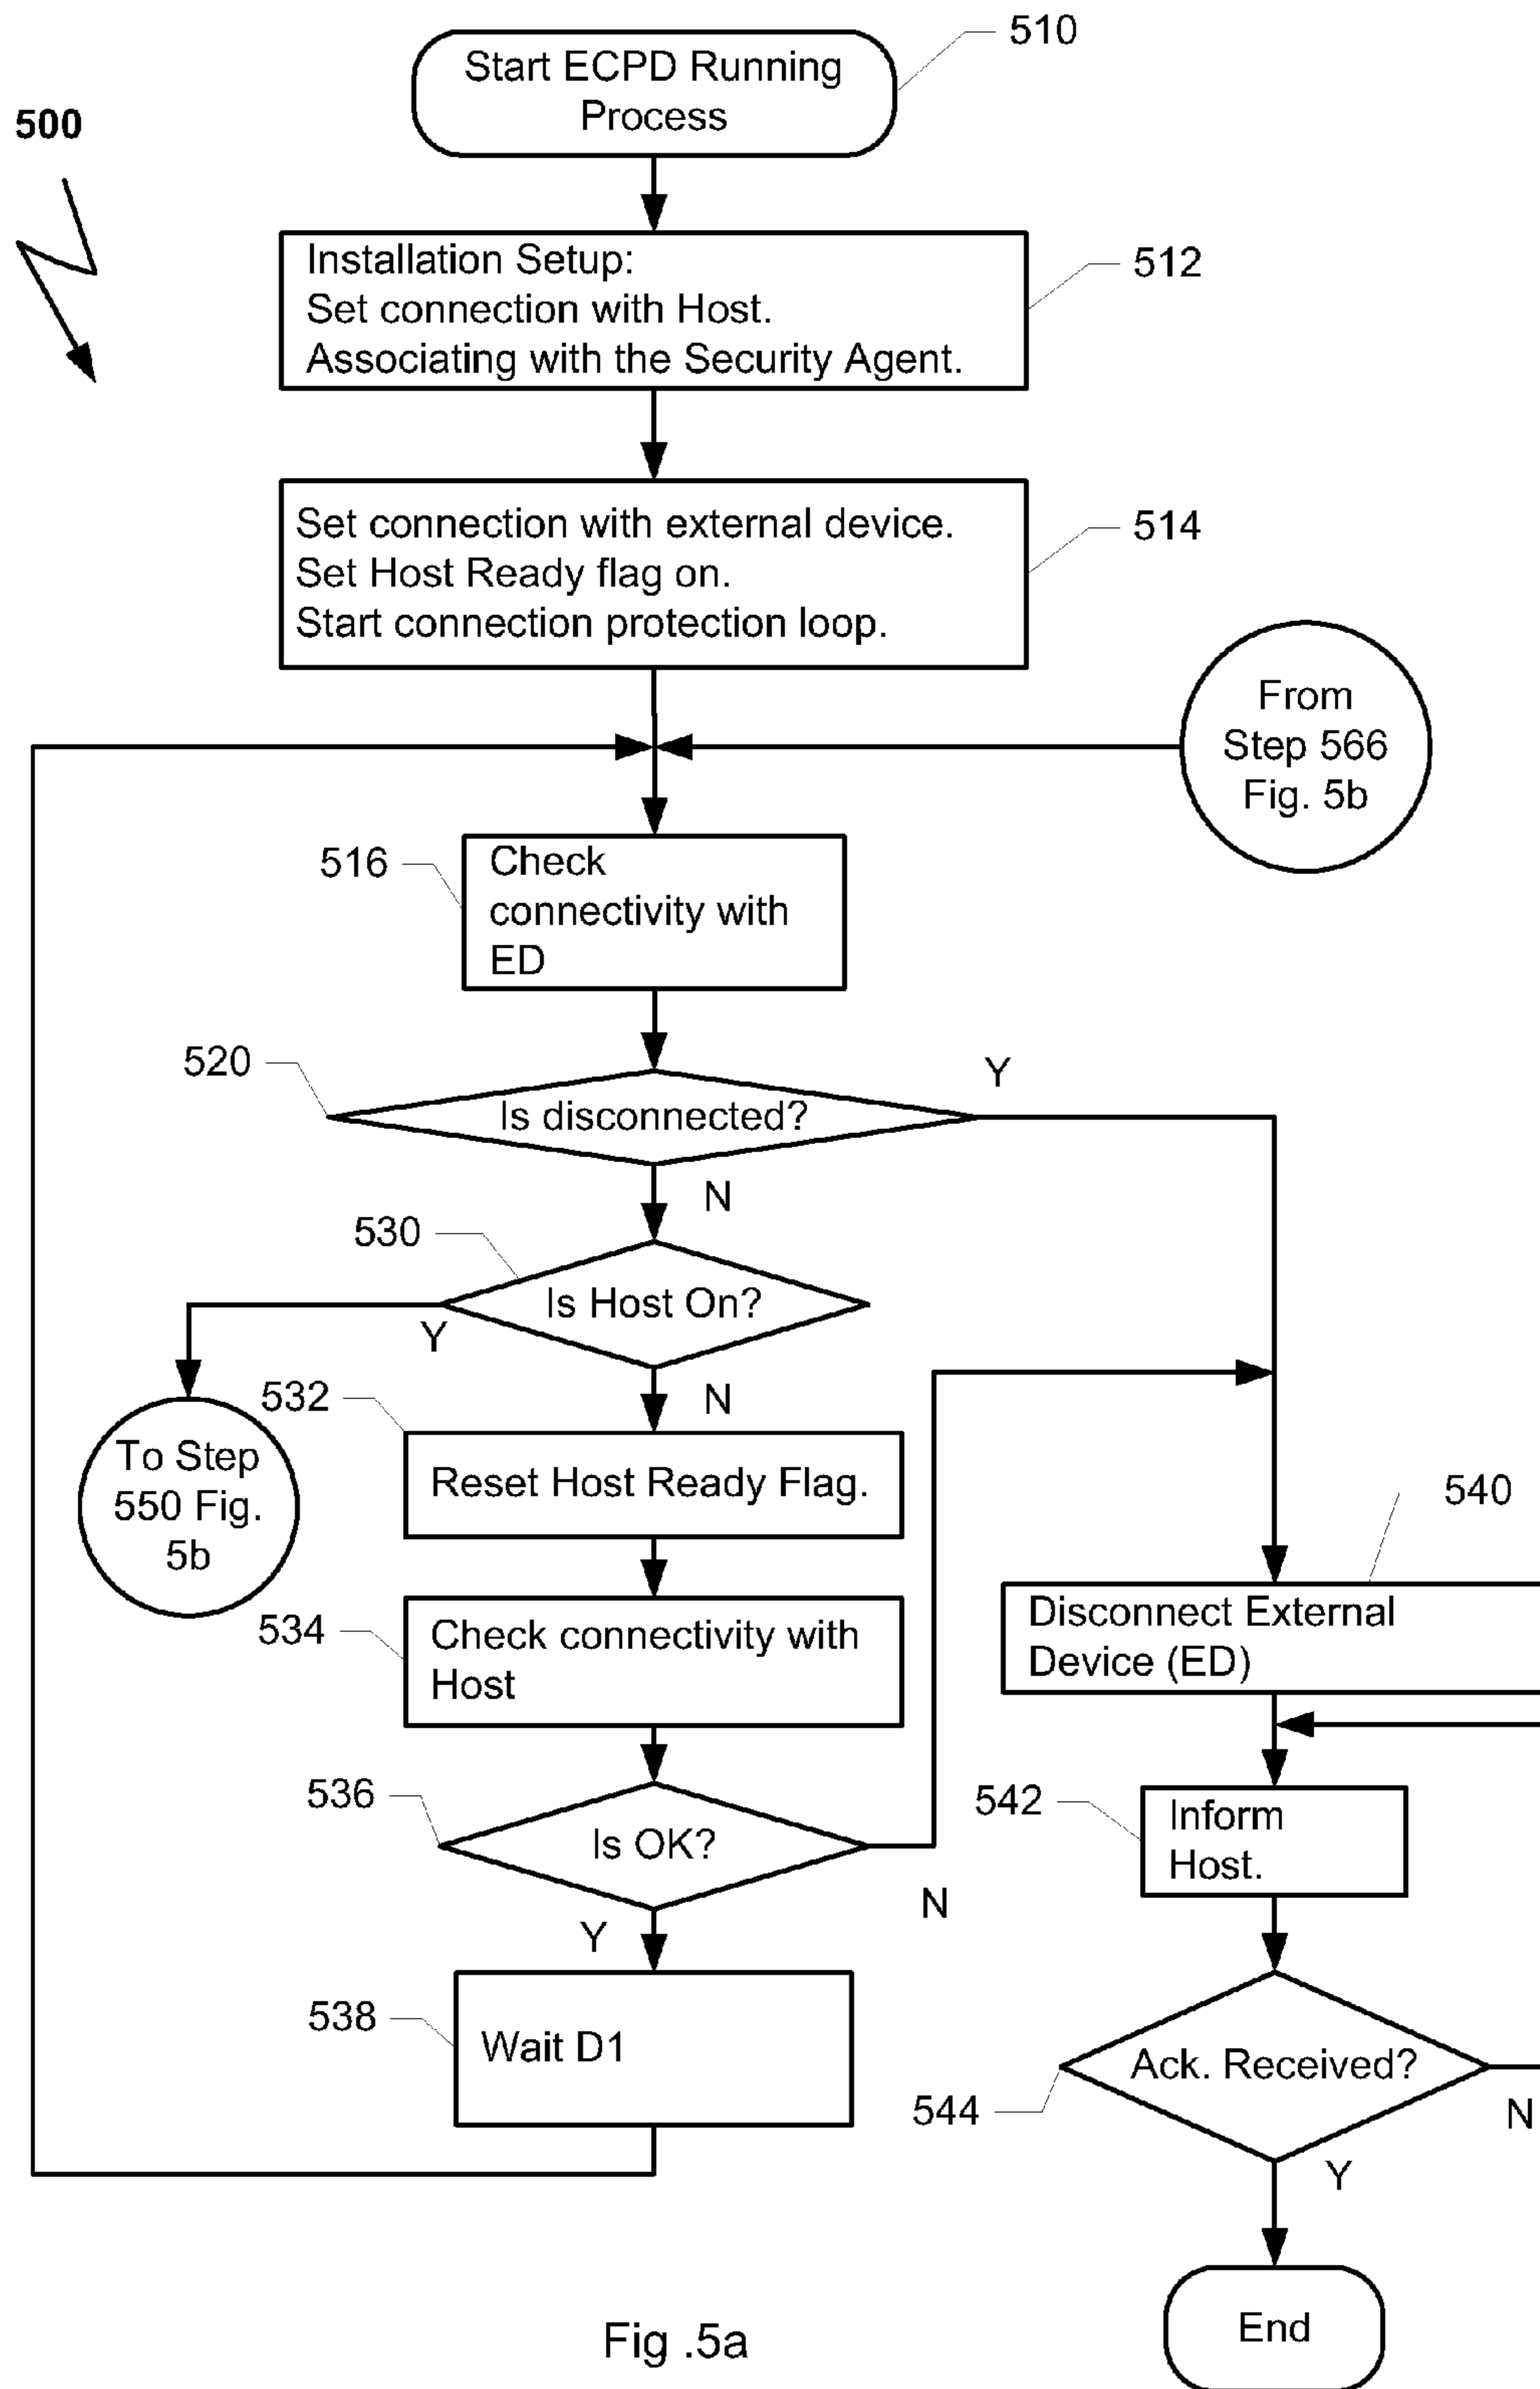 510
Start ECPD Running
Process
500
Installation Setup:
Set connection with Host.
Associating with the Security Agent.
512
Set connection with external device.
Set Host Ready flag on.
Start connection protection loop.
514
From
Step 566
Fig. 5b
516
Check
connectivity with
ED
520
Is disconnected?
Y
N
530
Is Host On?
Y
N
To Step
550 Fig.
5b
532
Reset Host Ready Flag.
534
Check connectivity with
Host
536
Is OK?
N
Y
538
Wait D1
540
Disconnect External
Device (ED)
542
Inform
Host.
544
Ack. Received?
N
Y
End
Fig .5a